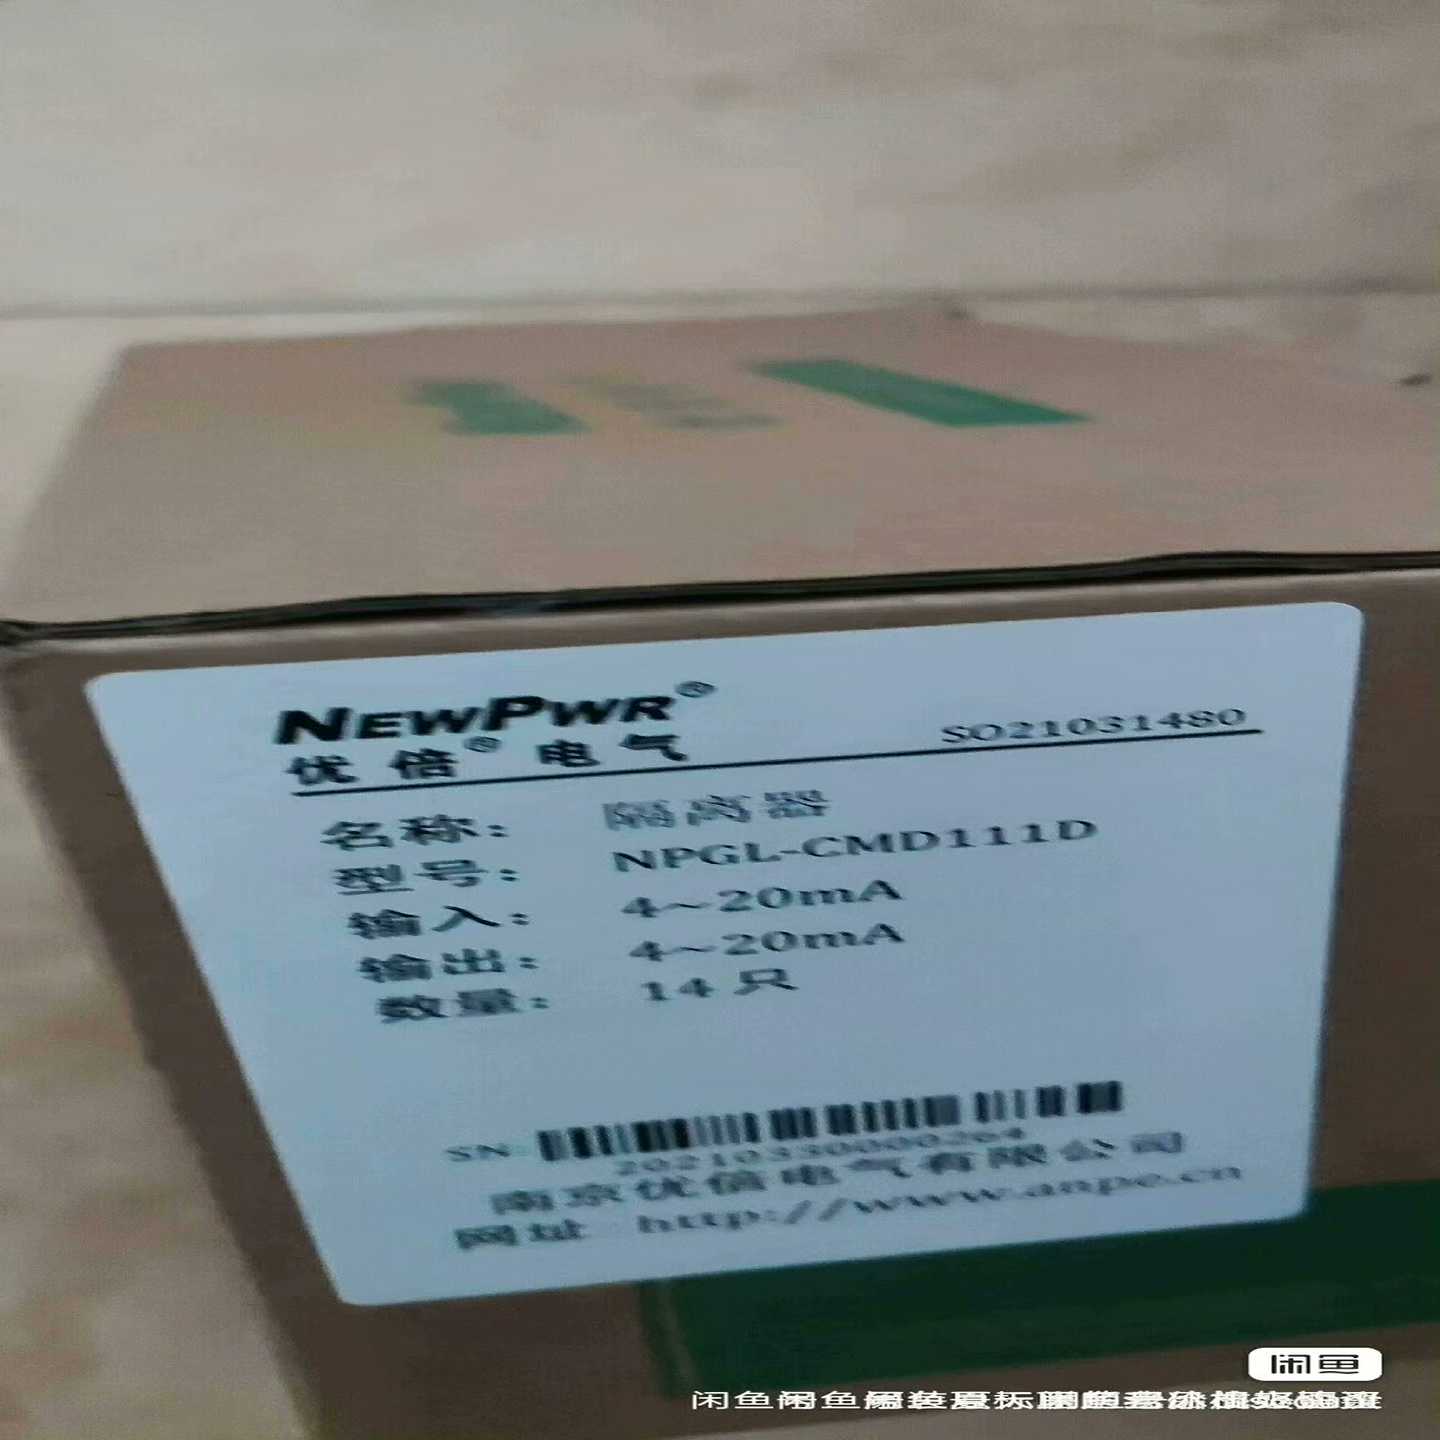 NEWPWR®
优倍®电气
SO21031480
名称: 隔离器
型号: NPGL-CMD111D
输入: 4~20mA
输出: 4~20mA
数量: 14只
SN:
20210330000264
南京优倍电气有限公司
网址 http://www.anpe.cn
闲鱼